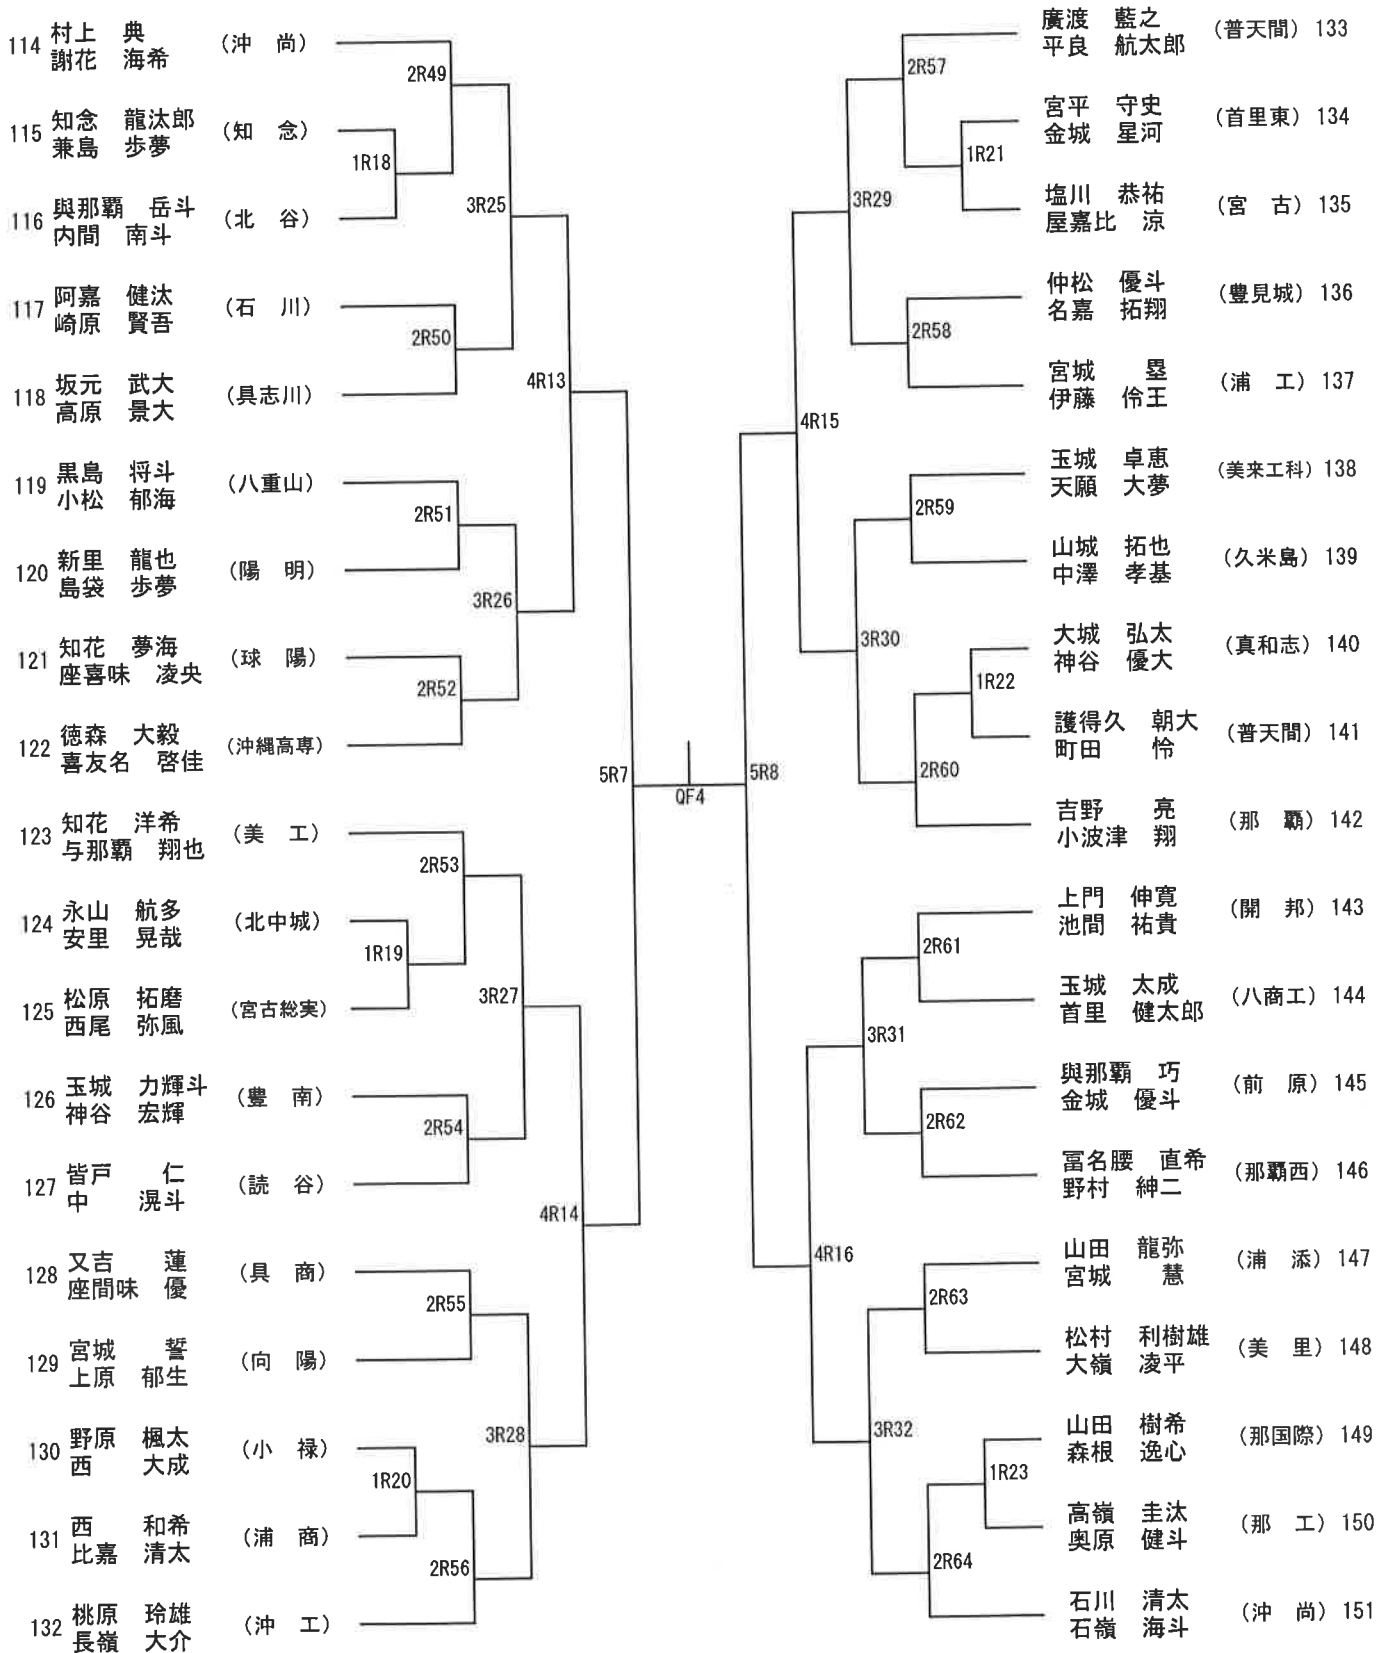 114 村上　典 (沖　尚)
謝花　海希
2R49
115 知念　龍汰郎 (知　念)
兼島　歩夢
1R18
116 與那覇　岳斗 (北　谷)
内間　南斗
3R25
117 阿嘉　健汰 (石　川)
崎原　賢吾
2R50
118 坂元　武大 (具志川)
高原　景大
4R13
119 黒島　将斗 (八重山)
小松　郁海
2R51
120 新里　龍也 (陽　明)
島袋　歩夢
3R26
121 知花　夢海 (球　陽)
座喜味　凌央
2R52
122 徳森　大毅 (沖縄高専)
喜友名　啓佳
5R7
123 知花　洋希 (美　工)
与那覇　翔也
2R53
124 永山　航多 (北中城)
安里　晃哉
1R19
125 松原　拓磨 (宮古総実)
西尾　弥風
3R27
126 玉城　力輝斗 (豊　南)
神谷　宏輝
2R54
127 皆戸　仁 (読　谷)
中　滉斗
4R14
128 又吉　蓮 (具　商)
座間味　優
2R55
129 宮城　誓 (向　陽)
上原　郁生
3R28
130 野原　楓太 (小　禄)
西　大成
1R20
131 西　和希 (浦　商)
比嘉　清太
2R56
132 桃原　玲雄 (沖　工)
長嶺　大介
QF4
廣渡　藍之 (普天間) 133
平良　航太郎
2R57
宮平　守史 (首里東) 134
金城　星河
1R21
塩川　恭祐 (宮　古) 135
屋嘉比　涼
3R29
仲松　優斗 (豊見城) 136
名嘉　拓翔
2R58
宮城　塁 (浦　工) 137
伊藤　伶王
4R15
玉城　卓恵 (美来工科) 138
天願　大夢
2R59
山城　拓也 (久米島) 139
中澤　孝基
3R30
大城　弘太 (真和志) 140
神谷　優大
1R22
護得久　朝大 (普天間) 141
町田　怜
2R60
5R8
吉野　亮 (那　覇) 142
小波津　翔
上門　伸寛 (開　邦) 143
池間　祐貴
2R61
玉城　太成 (八商工) 144
首里　健太郎
3R31
與那覇　巧 (前　原) 145
金城　優斗
2R62
冨名腰　直希 (那覇西) 146
野村　紳二
4R16
山田　龍弥 (浦　添) 147
宮城　慧
2R63
松村　利樹雄 (美　里) 148
大嶺　凌平
3R32
山田　樹希 (那国際) 149
森根　逸心
1R23
高嶺　圭汰 (那　工) 150
奥原　健斗
2R64
石川　清太 (沖　尚) 151
石嶺　海斗